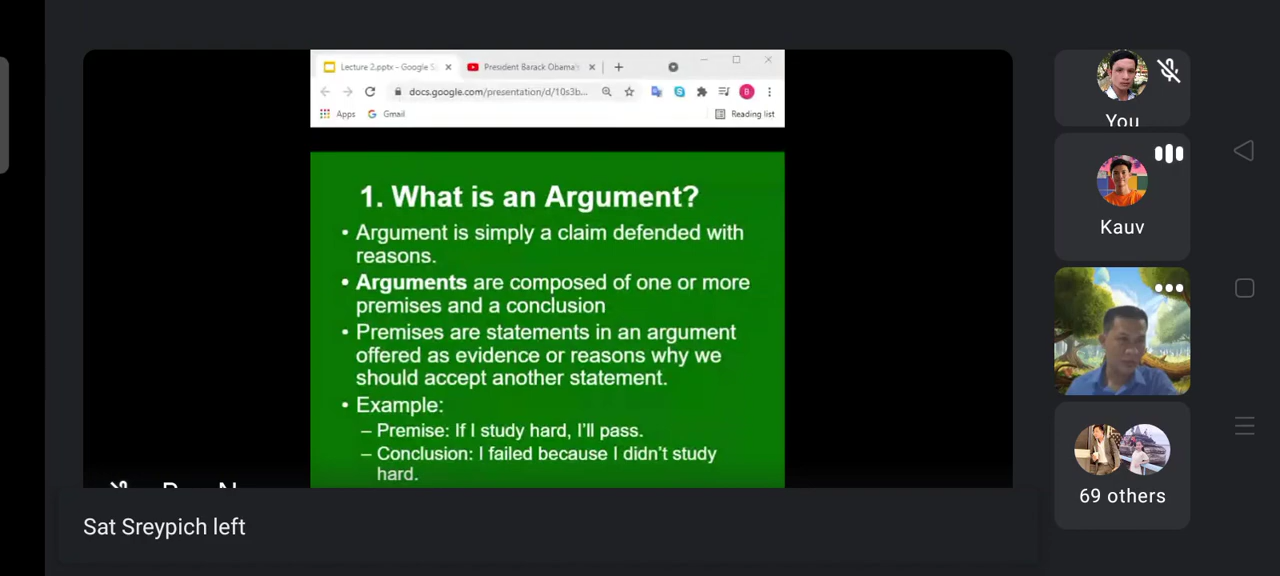 Lecture 2.pptx - Google S
President Barack Obama's
docs.google.com/presentation/d/10s3b...
B
Apps
Gmail
Reading list
1. What is an Argument?
• Argument is simply a claim defended with
reasons.
• Arguments are composed of one or more
premises and a conclusion
• Premises are statements in an argument
offered as evidence or reasons why we
should accept another statement.
• Example:
– Premise: If I study hard, I'll pass.
– Conclusion: I failed because I didn't study
hard.
Sat Sreypich left
You
Kauv
69 others